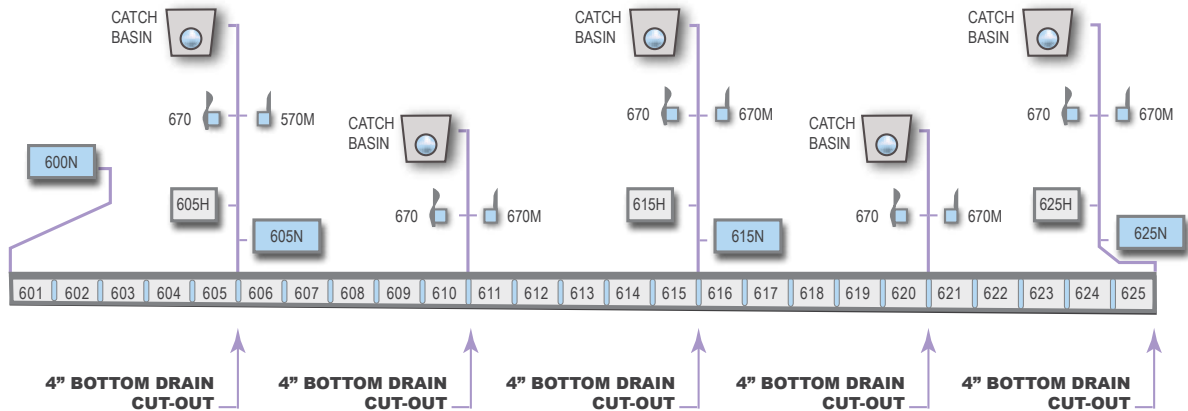 CATCH
BASIN
CATCH
BASIN
CATCH
BASIN
670
570M
670
670M
670
670M
CATCH
BASIN
CATCH
BASIN
600N
605H
670
670M
615H
670
670M
625H
605N
615N
625N
601 602 603 604 605 606 607 608 609 610 611 612 613 614 615 616 617 618 619 620 621 622 623 624 625
4” BOTTOM DRAIN
CUT-OUT
4” BOTTOM DRAIN
CUT-OUT
4” BOTTOM DRAIN
CUT-OUT
4” BOTTOM DRAIN
CUT-OUT
4” BOTTOM DRAIN
CUT-OUT